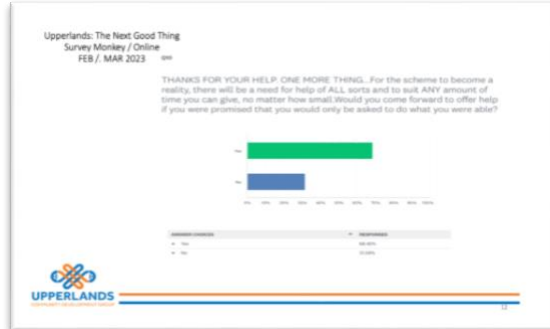 Upperlands: The Next Good Thing
Survey Monkey / Online
FEB /. MAR 2023
THANKS FOR YOUR HELP. ONE MORE THING...For the scheme to become a
reality, there will be a need for help of ALL sorts and to suit ANY amount of
time you can give, no matter how small.Would you come forward to offer help
if you were promised that you would only be asked to do what you were able?
ANSWER CHOICES RESPONSES
Yes
No
UPPERLANDS